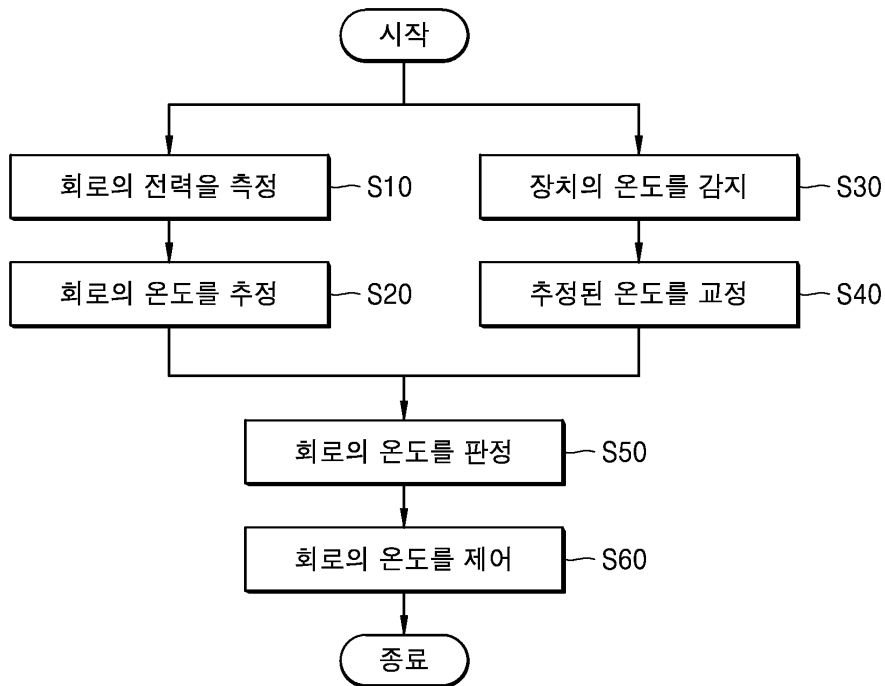 시작
회로의 전력을 측정 S10
장치의 온도를 감지 S30
회로의 온도를 추정 S20
추정된 온도를 교정 S40
회로의 온도를 판정 S50
회로의 온도를 제어 S60
종료